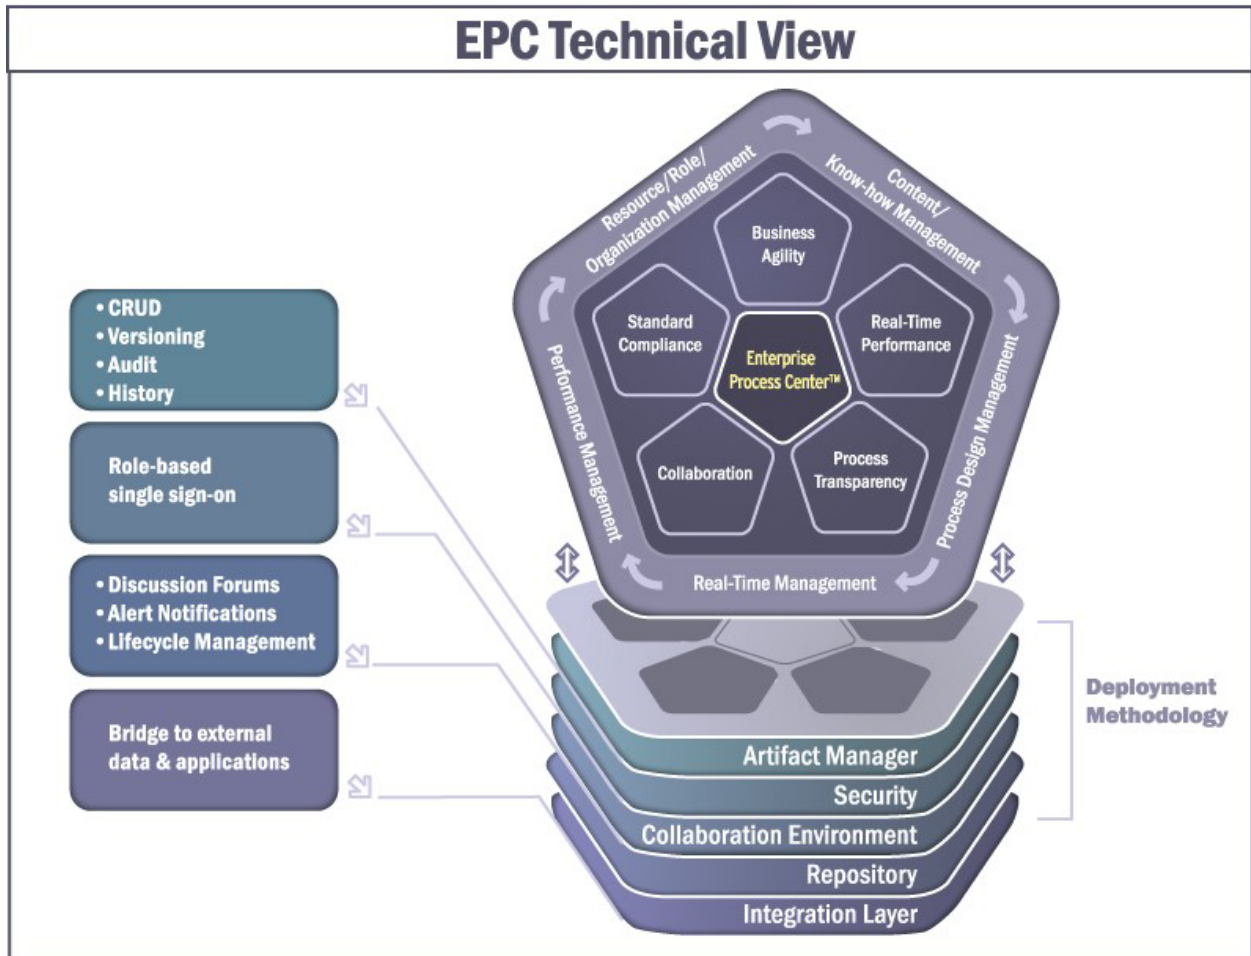 EPC Technical View
Resource/Role/
Organization Management
Content/
Know-how Management
Business
Agility
Standard
Compliance
Real-Time
Performance
Enterprise
Process Center™
Collaboration
Process
Transparency
Performance Management
Process Design Management
Real-Time Management
• CRUD
• Versioning
• Audit
• History
Role-based
single sign-on
• Discussion Forums
• Alert Notifications
• Lifecycle Management
Bridge to external
data & applications
Deployment
Methodology
Artifact Manager
Security
Collaboration Environment
Repository
Integration Layer